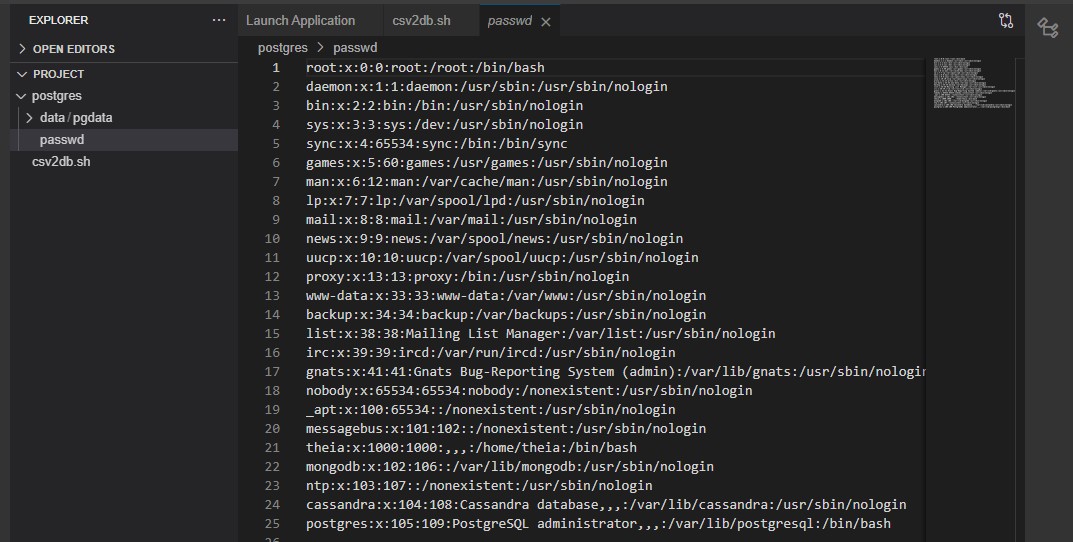 EXPLORER
OPEN EDITORS
PROJECT
postgres
data/pgdata
passwd
csv2db.sh
Launch Application
csv2db.sh
passwd
postgres > passwd
1 root:x:0:0:root:/root:/bin/bash
2 daemon:x:1:1:daemon:/usr/sbin:/usr/sbin/nologin
3 bin:x:2:2:bin:/bin:/usr/sbin/nologin
4 sys:x:3:3:sys:/dev:/usr/sbin/nologin
5 sync:x:4:65534:sync:/bin:/bin/sync
6 games:x:5:60:games:/usr/games:/usr/sbin/nologin
7 man:x:6:12:man:/var/cache/man:/usr/sbin/nologin
8 lp:x:7:7:lp:/var/spool/lpd:/usr/sbin/nologin
9 mail:x:8:8:mail:/var/mail:/usr/sbin/nologin
10 news:x:9:9:news:/var/spool/news:/usr/sbin/nologin
11 uucp:x:10:10:uucp:/var/spool/uucp:/usr/sbin/nologin
12 proxy:x:13:13:proxy:/bin:/usr/sbin/nologin
13 www-data:x:33:33:www-data:/var/www:/usr/sbin/nologin
14 backup:x:34:34:backup:/var/backups:/usr/sbin/nologin
15 list:x:38:38:Mailing List Manager:/var/list:/usr/sbin/nologin
16 irc:x:39:39:ircd:/var/run/ircd:/usr/sbin/nologin
17 gnats:x:41:41:Gnats Bug-Reporting System (admin):/var/lib/gnats:/usr/sbin/nologin
18 nobody:x:65534:65534:nobody:/nonexistent:/usr/sbin/nologin
19 _apt:x:100:65534::/nonexistent:/usr/sbin/nologin
20 messagebus:x:101:102::/nonexistent:/usr/sbin/nologin
21 theia:x:1000:1000:,,,:/home/theia:/bin/bash
22 mongodb:x:102:106::/var/lib/mongodb:/usr/sbin/nologin
23 ntp:x:103:107::/nonexistent:/usr/sbin/nologin
24 cassandra:x:104:108:Cassandra database,,,:/var/lib/cassandra:/usr/sbin/nologin
25 postgres:x:105:109:PostgreSQL administrator,,,:/var/lib/postgresql:/bin/bash
26